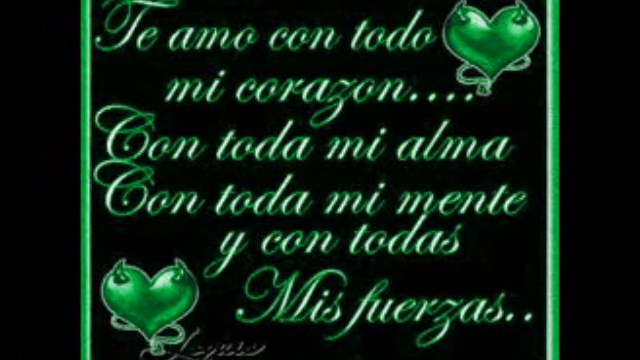 Te amo con todo
mi corazon....
Con toda mi alma
Con toda mi mente
y con todas
Mis fuerzas..